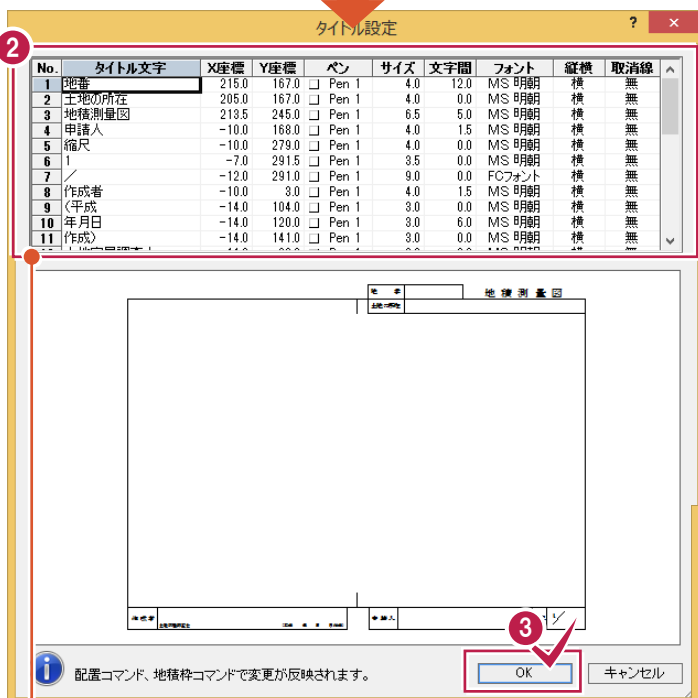 タイトル設定 ? ×
2
No. タイトル文字 X座標 Y座標 ペン サイズ 文字間 フォント 縦横 取消線
1 地番 215.0 167.0 Pen 1 4.0 12.0 MS 明朝 横 無
2 土地の所在 205.0 167.0 Pen 1 4.0 0.0 MS 明朝 横 無
3 地積測量図 213.5 245.0 Pen 1 6.5 5.0 MS 明朝 横 無
4 申請人 -10.0 168.0 Pen 1 4.0 1.5 MS 明朝 横 無
5 縮尺 -10.0 279.0 Pen 1 4.0 0.0 MS 明朝 横 無
6 1 -7.0 291.5 Pen 1 3.5 0.0 MS 明朝 横 無
7 / -12.0 291.0 Pen 1 9.0 0.0 FCフォント 横 無
8 作成者 -10.0 3.0 Pen 1 4.0 1.5 MS 明朝 横 無
9 (平成 -14.0 104.0 Pen 1 3.0 0.0 MS 明朝 横 無
10 年月日 -14.0 120.0 Pen 1 3.0 6.0 MS 明朝 横 無
11 作成) -14.0 141.0 Pen 1 3.0 0.0 MS 明朝 横 無
地 番 地積測量図
土地の所在
作成者 申請人 1/
3
配置コマンド、地積枠コマンドで変更が反映されます。 OK キャンセル